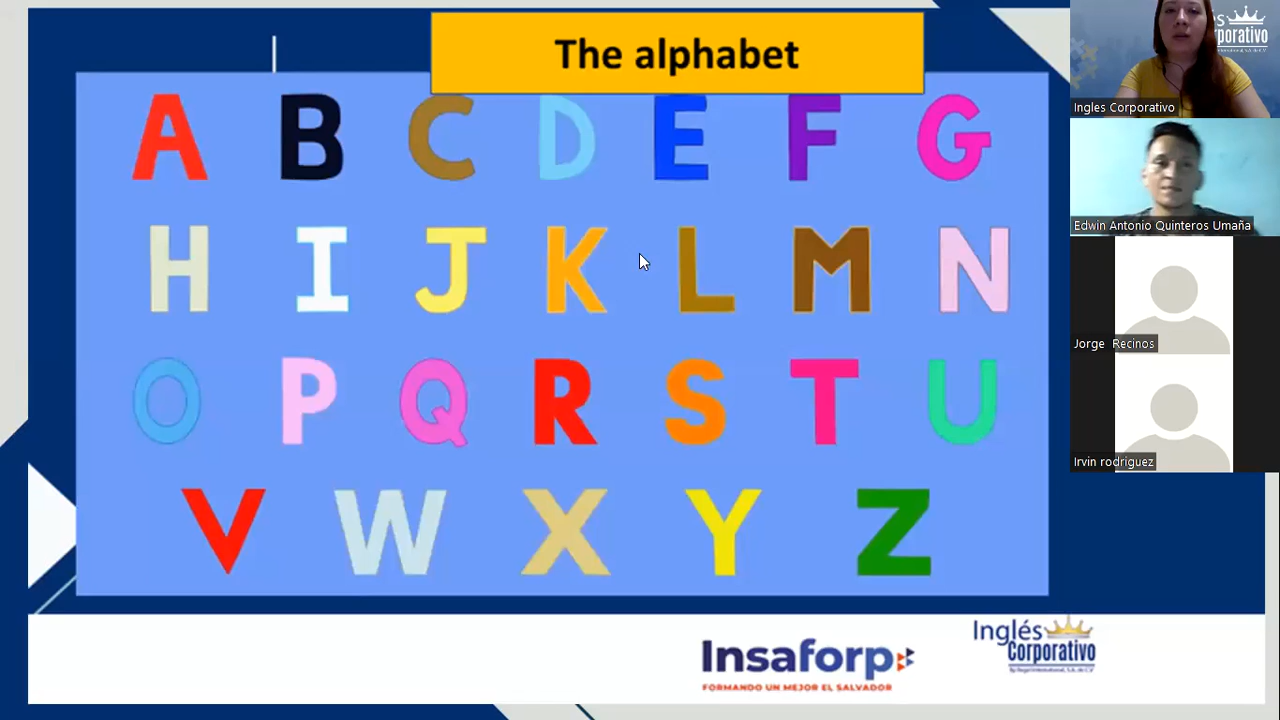 The alphabet
A B C D E F G
H I J K L M N
O P Q R S T U
V W X Y Z
Insaforp
FORMANDO UN MEJOR EL SALVADOR
Inglés
Corporativo
Ingles Corporativo
Edwin Antonio Quinteros Umaña
Jorge Recinos
Irvin rodriguez